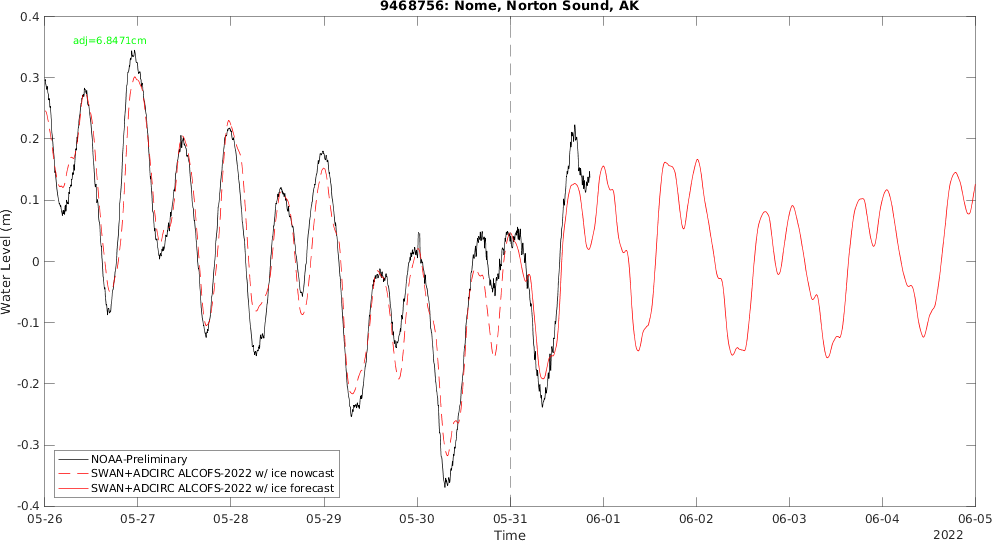 9468756: Nome, Norton Sound, AK
adj=6.8471cm
0.4
0.3
0.2
0.1
0
-0.1
-0.2
-0.3
-0.4
Water Level (m)
NOAA-Preliminary
SWAN+ADCIRC ALCOFS-2022 w/ ice nowcast
SWAN+ADCIRC ALCOFS-2022 w/ ice forecast
05-26 05-27 05-28 05-29 05-30 05-31 06-01 06-02 06-03 06-04 06-05
Time
2022